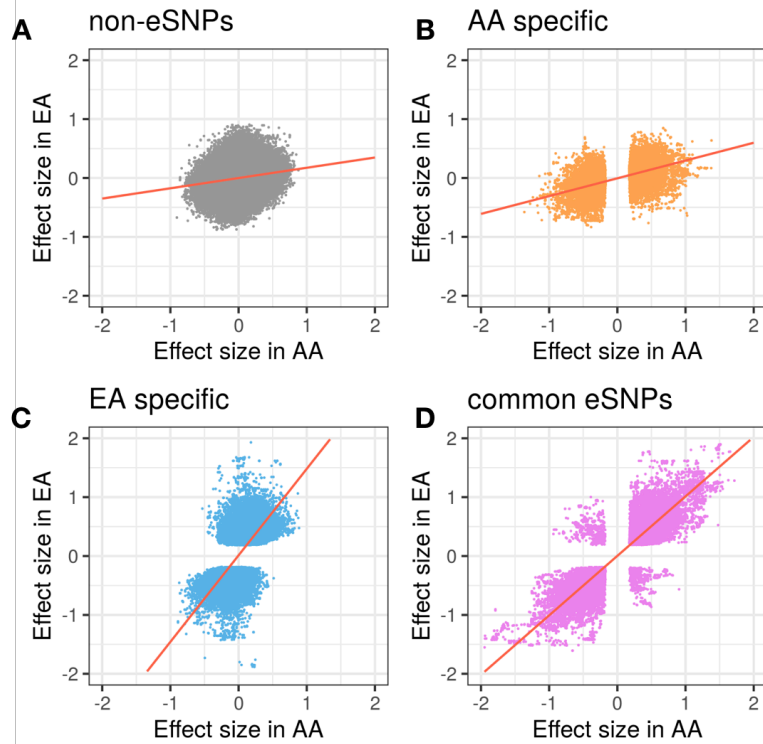 A non-eSNPs
2
1
0
-1
-2
Effect size in EA
-2 -1 0 1 2
Effect size in AA
B AA specific
2
1
0
-1
-2
Effect size in EA
-2 -1 0 1 2
Effect size in AA
C EA specific
2
1
0
-1
-2
Effect size in EA
-2 -1 0 1 2
Effect size in AA
D common eSNPs
2
1
0
-1
-2
Effect size in EA
-2 -1 0 1 2
Effect size in AA